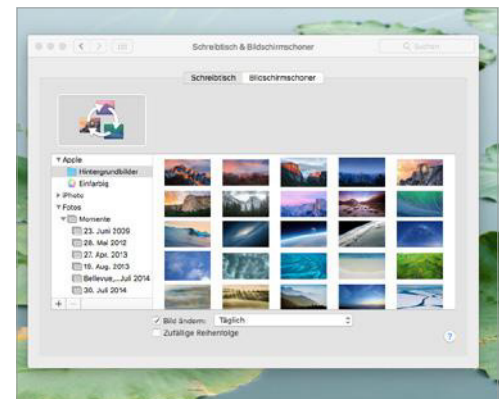 Schreibtisch & Bildschirmschoner
Suchen
Schreibtisch
Bildschirmschoner
Apple
Hintergrundbilder
Einfarbig
iPhoto
Fotos
Momente
23. Juni 2009
28. Mai 2012
27. Apr. 2013
19. Aug. 2013
Bellevue,...Juli 2014
30. Juli 2014
+ −
Bild ändern: Täglich
Zufällige Reihenfolge
?